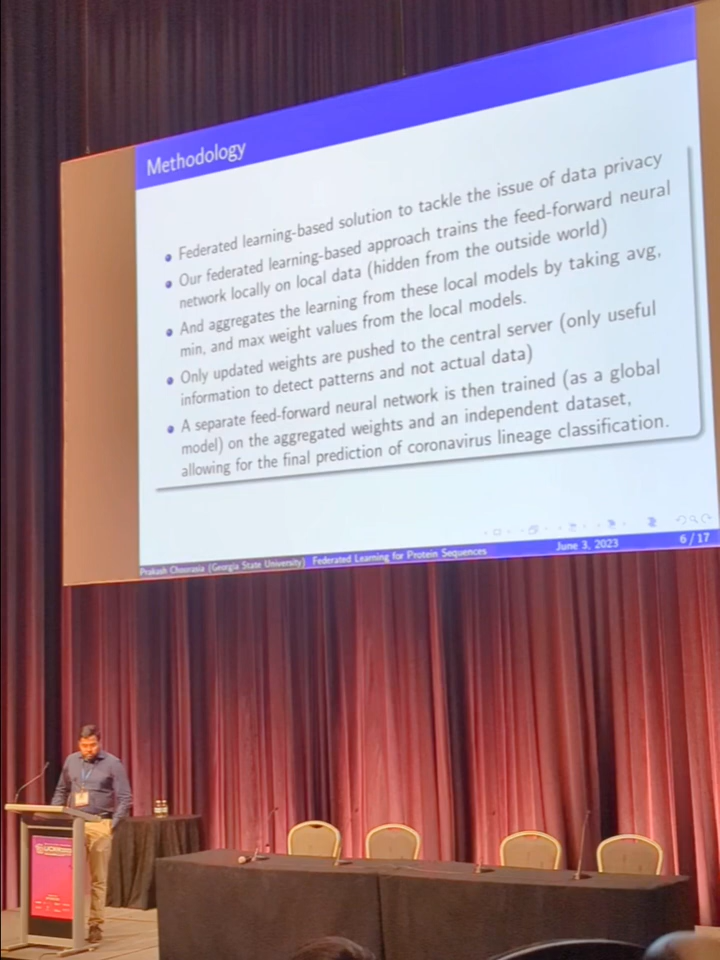 Methodology
Federated learning-based solution to tackle the issue of data privacy
Our federated learning-based approach trains the feed-forward neural
network locally on local data (hidden from the outside world)
And aggregates the learning from these local models by taking avg,
min, and max weight values from the local models.
Only updated weights are pushed to the central server (only useful
information to detect patterns and not actual data)
A separate feed-forward neural network is then trained (as a global
model) on the aggregated weights and an independent dataset,
allowing for the final prediction of coronavirus lineage classification.
Prakash Chourasia (Georgia State University) Federated Learning for Protein Sequences June 3, 2023 6 / 17